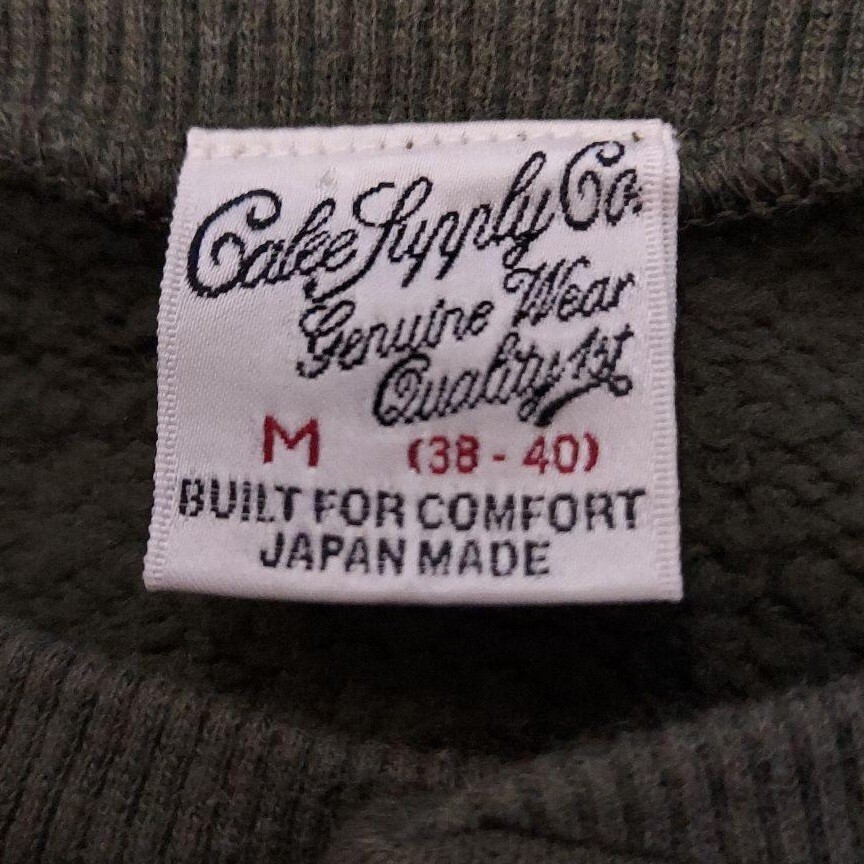 Calee Supply Co.
Genuine Wear
Quality 1st
M (38 - 40)
BUILT FOR COMFORT
JAPAN MADE